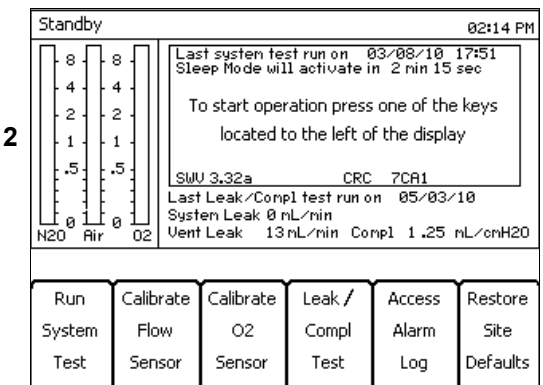 Standby 02:14 PM
Last system test run on 03/08/10 17:51
Sleep Mode will activate in 2 min 15 sec
8 8
4 4
To start operation press one of the keys
2 2
2
located to the left of the display
1 1
.5 .5
SWV 3.32a CRC 7CA1
Last Leak/Compl test run on 05/03/10
System Leak 0 mL/min
0 0
N2O Air O2
Vent Leak 13 mL/min Compl 1.25 mL/cmH2O
Run System Test
Calibrate Flow Sensor
Calibrate O2 Sensor
Leak / Compl Test
Access Alarm Log
Restore Site Defaults